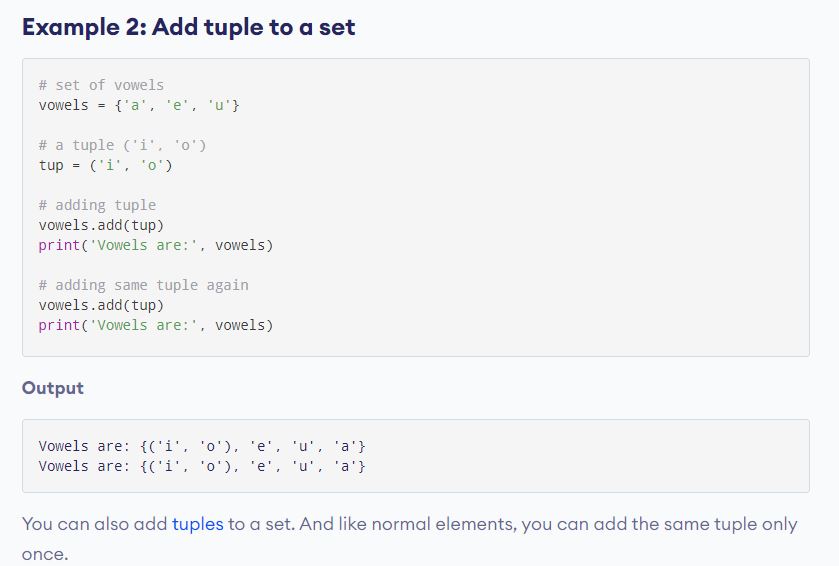 Example 2: Add tuple to a set
# set of vowels
vowels = {'a', 'e', 'u'}
# a tuple ('i', 'o')
tup = ('i', 'o')
# adding tuple
vowels.add(tup)
print('Vowels are:', vowels)
# adding same tuple again
vowels.add(tup)
print('Vowels are:', vowels)
Output
Vowels are: {('i', 'o'), 'e', 'u', 'a'}
Vowels are: {('i', 'o'), 'e', 'u', 'a'}
You can also add tuples to a set. And like normal elements, you can add the same tuple only
once.